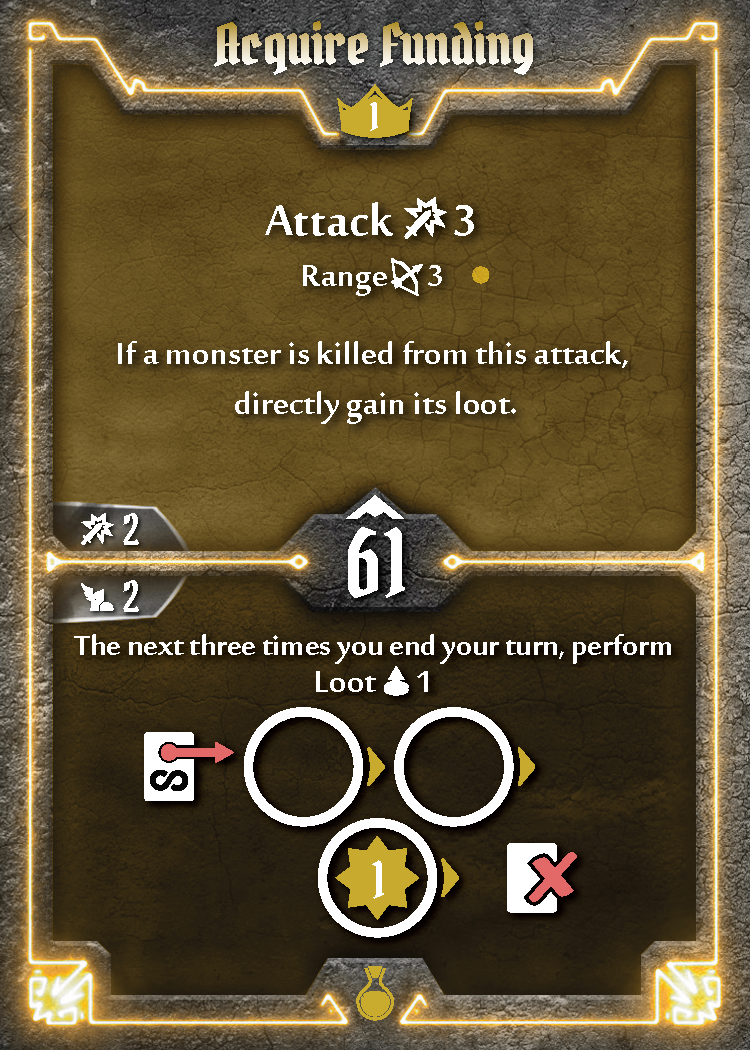 Acquire Funding
1
Attack 3
Range 3
If a monster is killed from this attack,
directly gain its loot.
2
61
2
The next three times you end your turn, perform
Loot 1
S
1